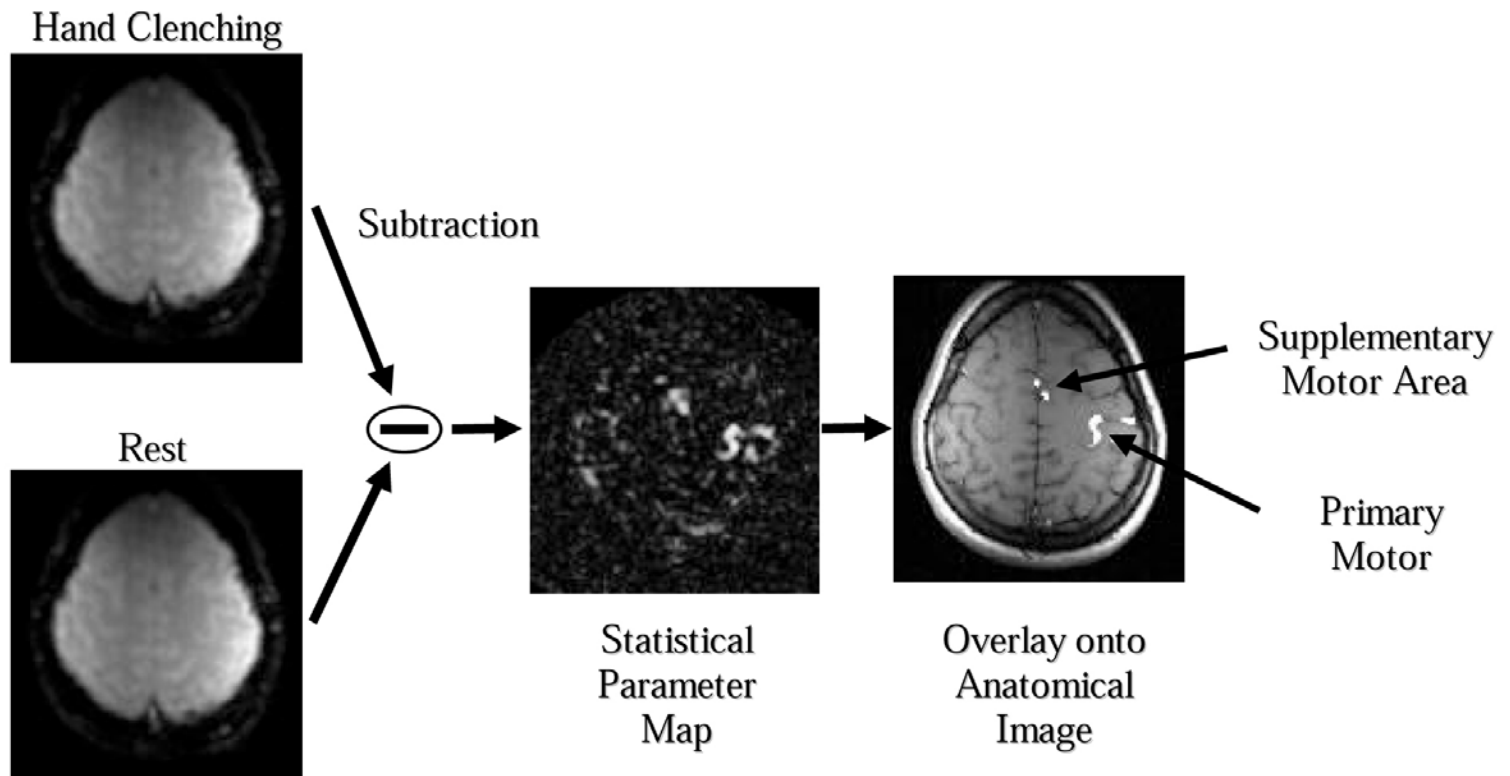 Hand Clenching
Subtraction
Rest
Statistical
Parameter
Map
Overlay onto
Anatomical
Image
Supplementary
Motor Area
Primary
Motor